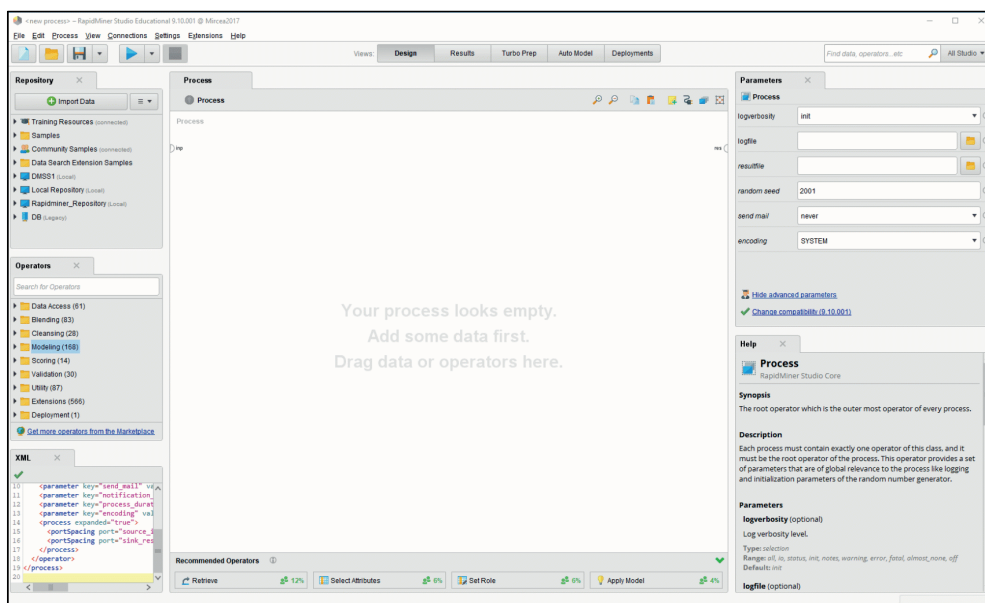 <new process> – RapidMiner Studio Educational 9.10.001 @ Mircea2017
File Edit Process View Connections Settings Extensions Help
Views: Design Results Turbo Prep Auto Model Deployments
Find data, operators...etc All Studio
Repository
Import Data
Training Resources (connected)
Samples
Community Samples (connected)
Data Search Extension Samples
DMSS1 (Local)
Local Repository (Local)
Rapidminer_Repository (Local)
DB (Legacy)
Operators
Search for Operators
Data Access (61)
Blending (83)
Cleansing (28)
Modeling (168)
Scoring (14)
Validation (30)
Utility (87)
Extensions (566)
Deployment (1)
Get more operators from the Marketplace
XML
10 <parameter key="send_mail" va
11 <parameter key="notification_
12 <parameter key="process_durat
13 <parameter key="encoding" val
14 <process expanded="true">
15 <portSpacing port="source_i
16 <portSpacing port="sink_res
17 </process>
18 </operator>
19 </process>
20
Process
Process
Process
inp
res
Your process looks empty.
Add some data first.
Drag data or operators here.
Recommended Operators
Retrieve 12%
Select Attributes 6%
Set Role 6%
Apply Model 4%
Parameters
Process
logverbosity init
logfile
resultfile
random seed 2001
send mail never
encoding SYSTEM
Hide advanced parameters
Change compatibility (9.10.001)
Help
Process
RapidMiner Studio Core
Synopsis
The root operator which is the outer most operator of every process.
Description
Each process must contain exactly one operator of this class, and it
must be the root operator of the process. This operator provides a set
of parameters that are of global relevance to the process like logging
and initialization parameters of the random number generator.
Parameters
logverbosity (optional)
Log verbosity level.
Type: selection
Range: all, io, status, init, notes, warning, error, fatal, almost_none, off
Default: init
logfile (optional)